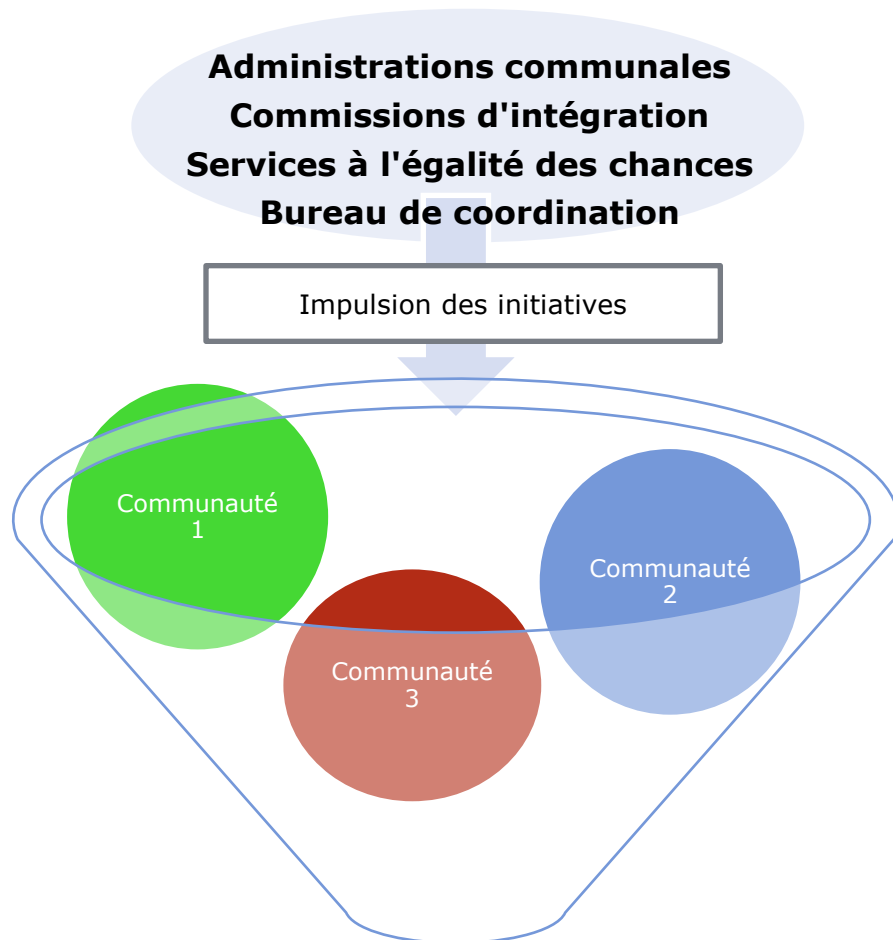 Administrations communales
Commissions d'intégration
Services à l'égalité des chances
Bureau de coordination
Impulsion des initiatives
Communauté
1
Communauté
2
Communauté
3